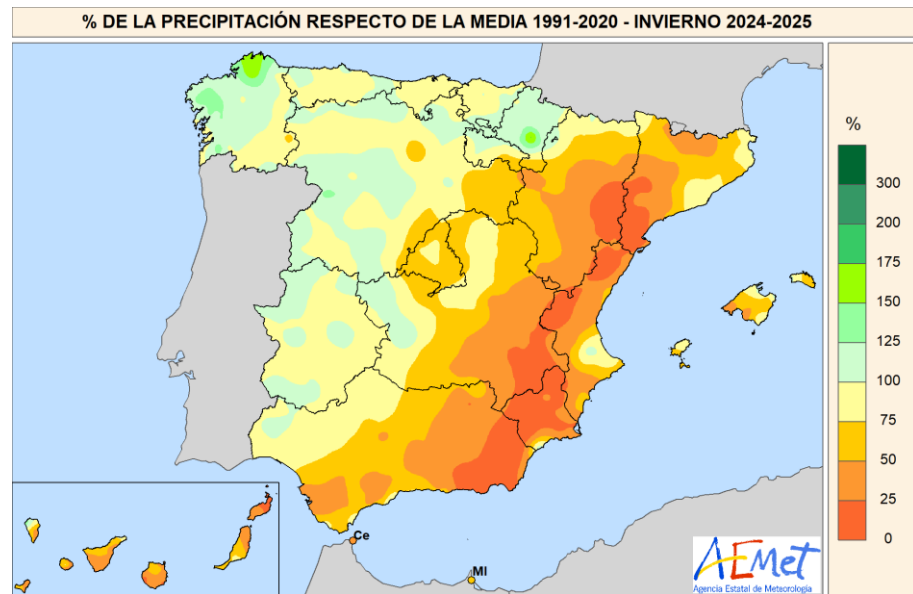 % DE LA PRECIPITACIÓN RESPECTO DE LA MEDIA 1991-2020 - INVIERNO 2024-2025
%
300
200
175
150
125
100
75
50
25
0
Ce
Ml
AEMet
Agencia Estatal de Meteorología